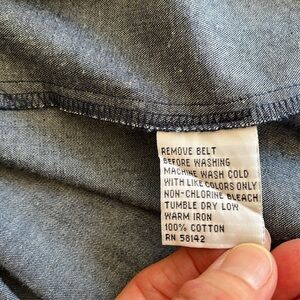 REMOVE BELT
BEFORE WASHING
MACHINE WASH COLD
WITH LIKE COLORS ONLY
NON-CHLORINE BLEACH
TUMBLE DRY LOW
WARM IRON
100% COTTON
RN 58142